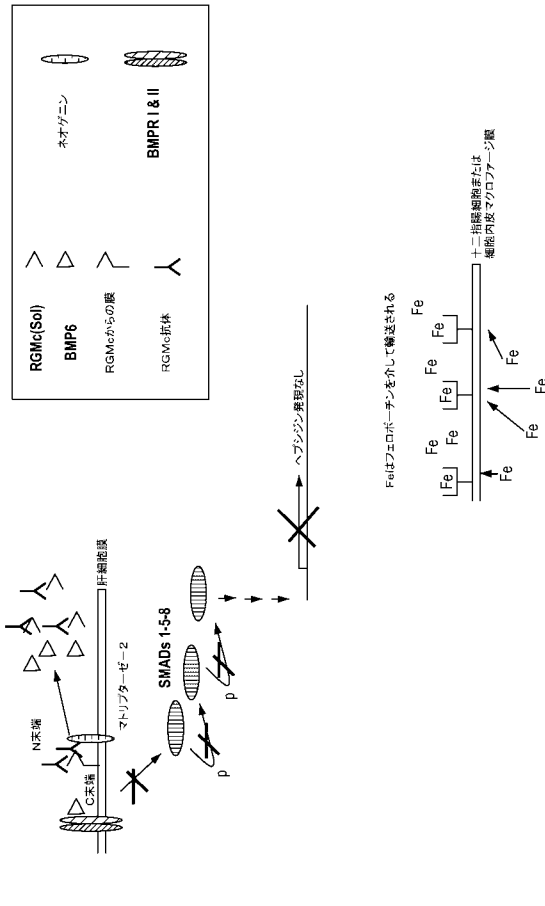 RGMc(Sol)
BMP6
RGMcからの膜
RGMc抗体
ネオゲニン
BMPR I & II
N末端
C末端
肝細胞膜
マトリプターゼ－2
SMADs 1-5-8
p
p
ヘプシジン発現なし
Feはフェロポーチンを介して輸送される
Fe
Fe
Fe
Fe
Fe
Fe
Fe
Fe
Fe
Fe
Fe
十二指腸細胞または
細胞内皮マクロファージ膜